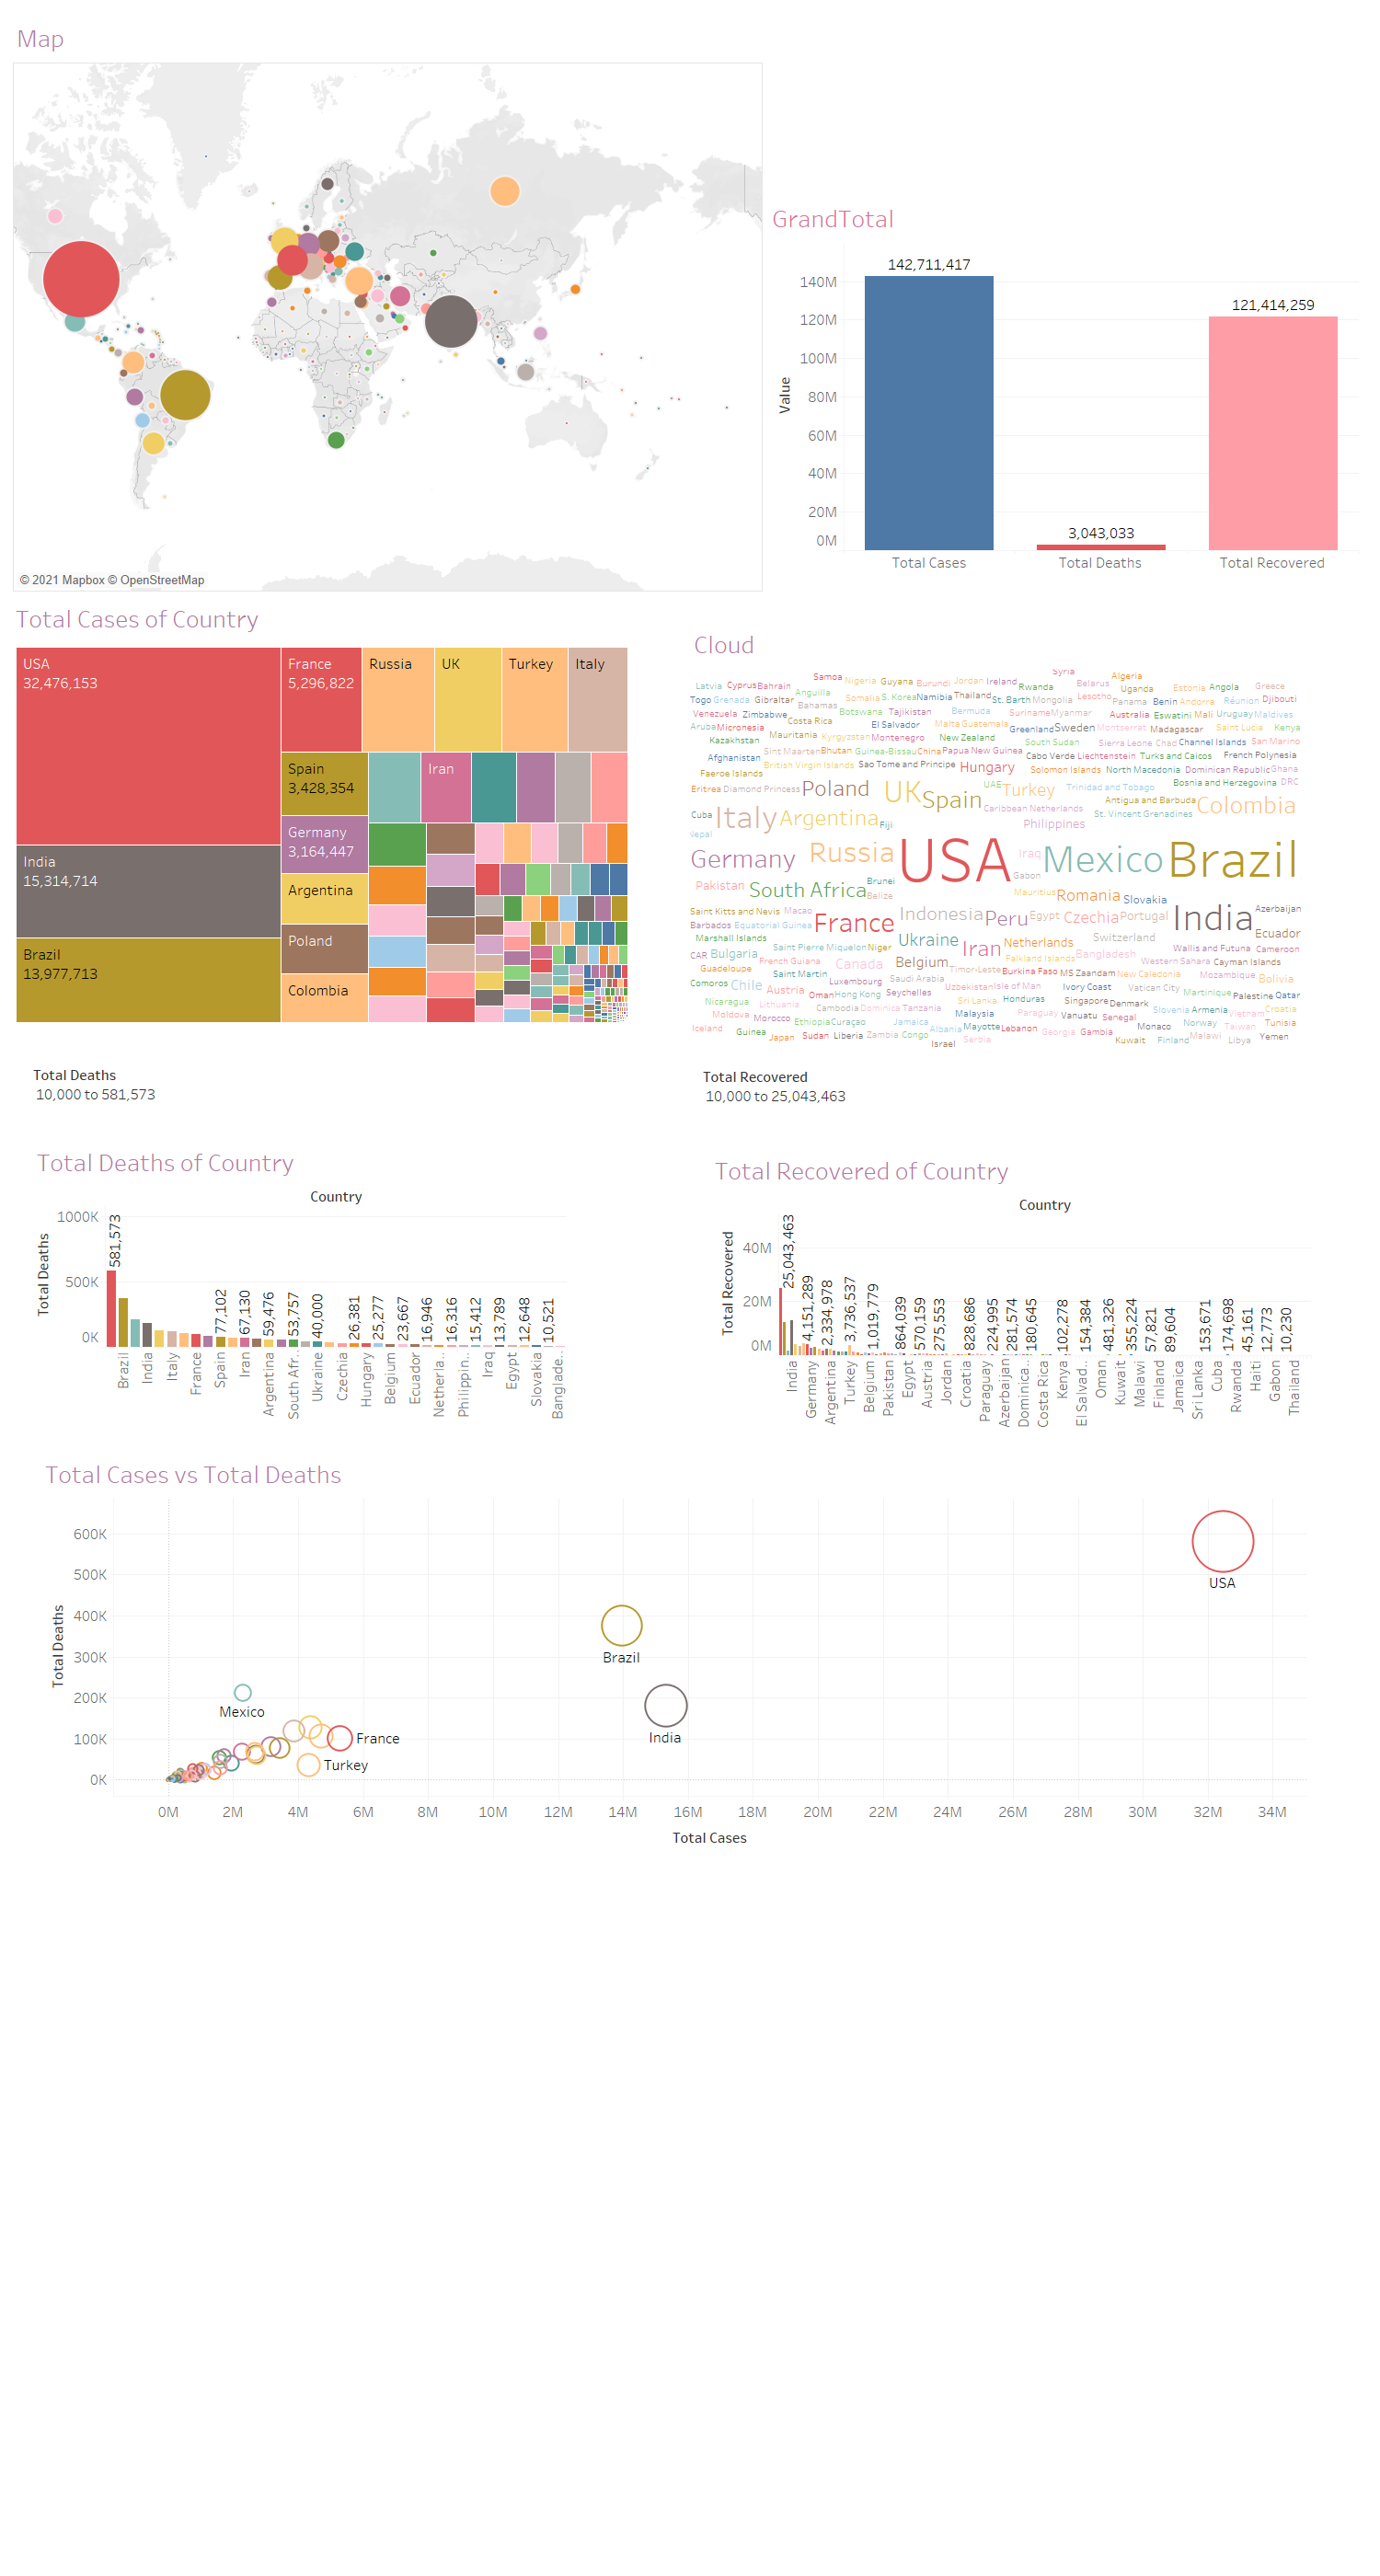 Map
© 2021 Mapbox © OpenStreetMap
GrandTotal
Value
140M
120M
100M
80M
60M
40M
20M
0M
142,711,417
3,043,033
121,414,259
Total Cases
Total Deaths
Total Recovered
Total Cases of Country
USA
32,476,153
India
15,314,714
Brazil
13,977,713
France
5,296,822
Russia
UK
Turkey
Italy
Spain
3,428,354
Iran
Germany
3,164,447
Argentina
Poland
Colombia
Cloud
Syria
Samoa Nigeria Guyana Burundi Jordan Ireland Algeria
Latvia Cyprus Bahrain Rwanda Belarus Uganda Estonia Angola Greece
Togo Grenada Gibraltar Anguilla Somalia S. Korea Namibia Thailand St. Barth Mongolia Lesotho Panama Benin Andorra Réunion Djibouti
Venezuela Zimbabwe Bahamas Botswana Tajikistan Bermuda Suriname Myanmar Australia Eswatini Mali Uruguay Maldives
Aruba Micronesia Costa Rica El Salvador Malta Guatemala Greenland Sweden Montserrat Madagascar Saint Lucia Kenya
Kazakhstan Mauritania Kyrgyzstan Montenegro New Zealand South Sudan Sierra Leone Chad Channel Islands San Marino
Afghanistan Sint Maarten Bhutan Guinea-Bissau China Papua New Guinea Cabo Verde Liechtenstein Turks and Caicos French Polynesia
Faeroe Islands British Virgin Islands Sao Tome and Principe Hungary Solomon Islands North Macedonia Dominican Republic Ghana
Eritrea Diamond Princess Poland UK Spain UAE Turkey Trinidad and Tobago Bosnia and Herzegovina DRC
Caribbean Netherlands Antigua and Barbuda Colombia
Cuba Italy Argentina Fiji Philippines St. Vincent Grenadines
Germany Russia USA Iraq Mexico Brazil
Gabon
Pakistan South Africa Brunei Belize Mauritius Romania Slovakia
Saint Kitts and Nevis Macao France Indonesia Peru Egypt Czechia Portugal India Azerbaijan
Barbados Equatorial Guinea Ecuador
Marshall Islands Saint Pierre Miquelon Niger Ukraine Iran Netherlands Switzerland Wallis and Futuna Cameroon
CAR Bulgaria French Guiana Canada Belgium Falkland Islands Bangladesh Western Sahara Cayman Islands
Guadeloupe Saint Martin Luxembourg Saudi Arabia Timor-Leste Burkina Faso MS Zaandam New Caledonia Mozambique Bolivia
Comoros Chile Austria Oman Hong Kong Seychelles Uzbekistan Isle of Man Ivory Coast Vatican City Martinique Palestine Qatar
Nicaragua Lithuania Cambodia Dominica Tanzania Sri Lanka Honduras Singapore Denmark Slovenia Armenia Vietnam Croatia
Moldova Morocco Ethiopia Curaçao Jamaica Malaysia Paraguay Vanuatu Senegal Monaco Norway Taiwan Tunisia
Iceland Guinea Japan Sudan Liberia Zambia Congo Albania Mayotte Lebanon Georgia Gambia Kuwait Finland Malawi Libya Yemen
Israel Serbia
Total Deaths
10,000 to 581,573
Total Recovered
10,000 to 25,043,463
Total Deaths of Country
Country
Total Deaths
1000K
500K
0K
581,573
77,102
67,130
59,476
53,757
40,000
26,381
25,277
23,667
16,946
16,316
15,412
13,789
12,648
10,521
Brazil
India
Italy
France
Spain
Iran
Argentina
South Afr..
Ukraine
Czechia
Hungary
Belgium
Ecuador
Netherla..
Philippin..
Iraq
Egypt
Slovakia
Banglade..
Total Recovered of Country
Country
Total Recovered
40M
20M
0M
25,043,463
4,151,289
2,334,978
3,736,537
1,019,779
864,039
570,159
275,553
828,686
224,995
281,574
180,645
102,278
154,384
481,326
355,224
57,821
89,604
153,671
174,698
45,161
12,773
10,230
India
Germany
Argentina
Turkey
Belgium
Pakistan
Egypt
Austria
Jordan
Croatia
Paraguay
Azerbaijan
Dominica..
Costa Rica
Kenya
El Salvad..
Oman
Kuwait
Malawi
Finland
Jamaica
Sri Lanka
Cuba
Rwanda
Haiti
Gabon
Thailand
Total Cases vs Total Deaths
Total Deaths
600K
500K
400K
300K
200K
100K
0K
USA
Brazil
India
Mexico
France
Turkey
0M
2M
4M
6M
8M
10M
12M
14M
16M
18M
20M
22M
24M
26M
28M
30M
32M
34M
Total Cases